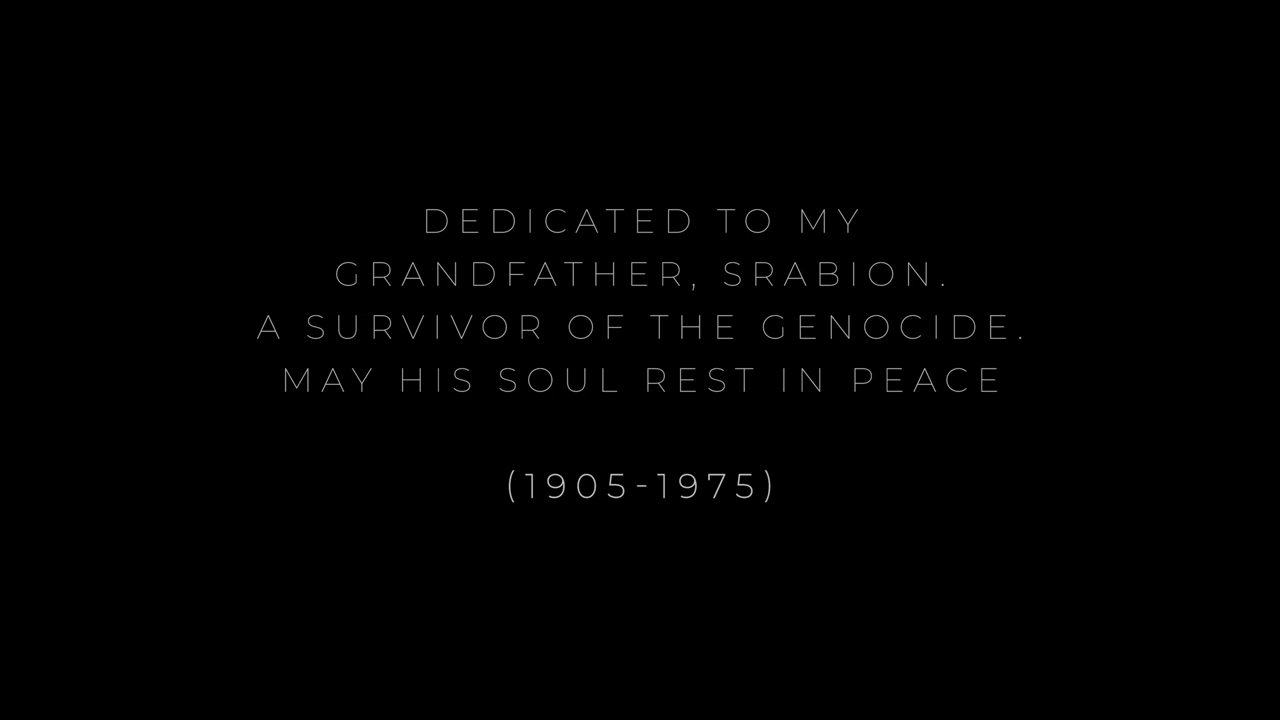 DEDICATED TO MY
GRANDFATHER, SRABION.
A SURVIVOR OF THE GENOCIDE.
MAY HIS SOUL REST IN PEACE
(1905-1975)